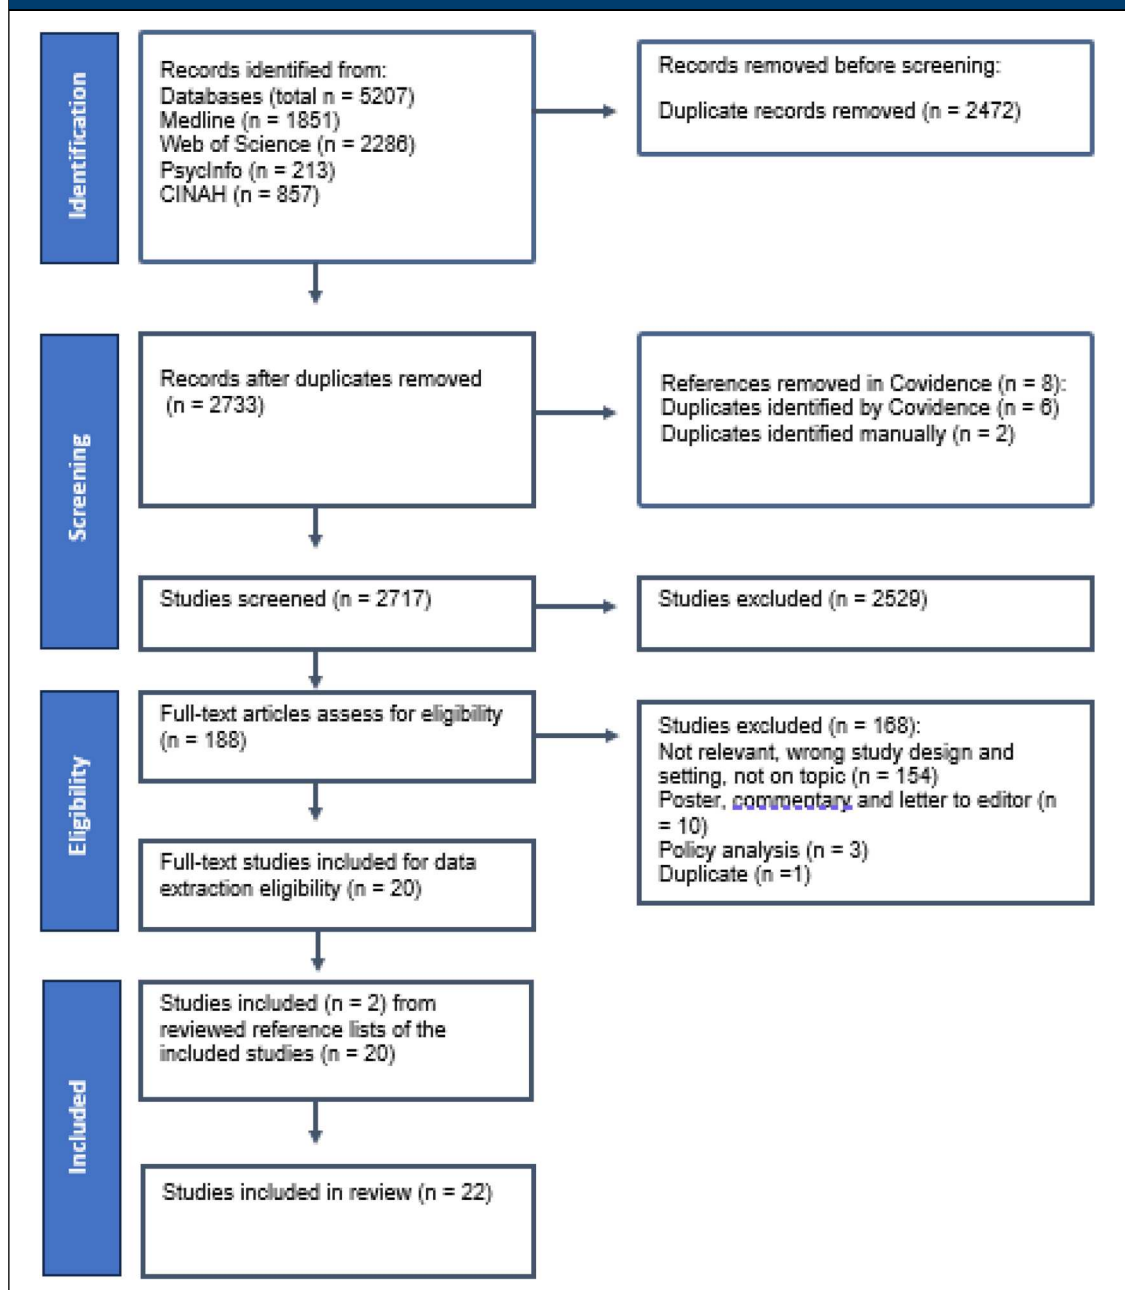 Identification
Records identified from:
Databases (total n = 5207)
Medline (n = 1851)
Web of Science (n = 2286)
PsycInfo (n = 213)
CINAH (n = 857)
Records removed before screening:
Duplicate records removed (n = 2472)
Screening
Records after duplicates removed
(n = 2733)
References removed in Covidence (n = 8):
Duplicates identified by Covidence (n = 6)
Duplicates identified manually (n = 2)
Studies screened (n = 2717)
Studies excluded (n = 2529)
Eligibility
Full-text articles assess for eligibility
(n = 188)
Studies excluded (n = 168):
Not relevant, wrong study design and
setting, not on topic (n = 154)
Poster, commentary and letter to editor (n
= 10)
Policy analysis (n = 3)
Duplicate (n =1)
Full-text studies included for data
extraction eligibility (n = 20)
Included
Studies included (n = 2) from
reviewed reference lists of the
included studies (n = 20)
Studies included in review (n = 22)